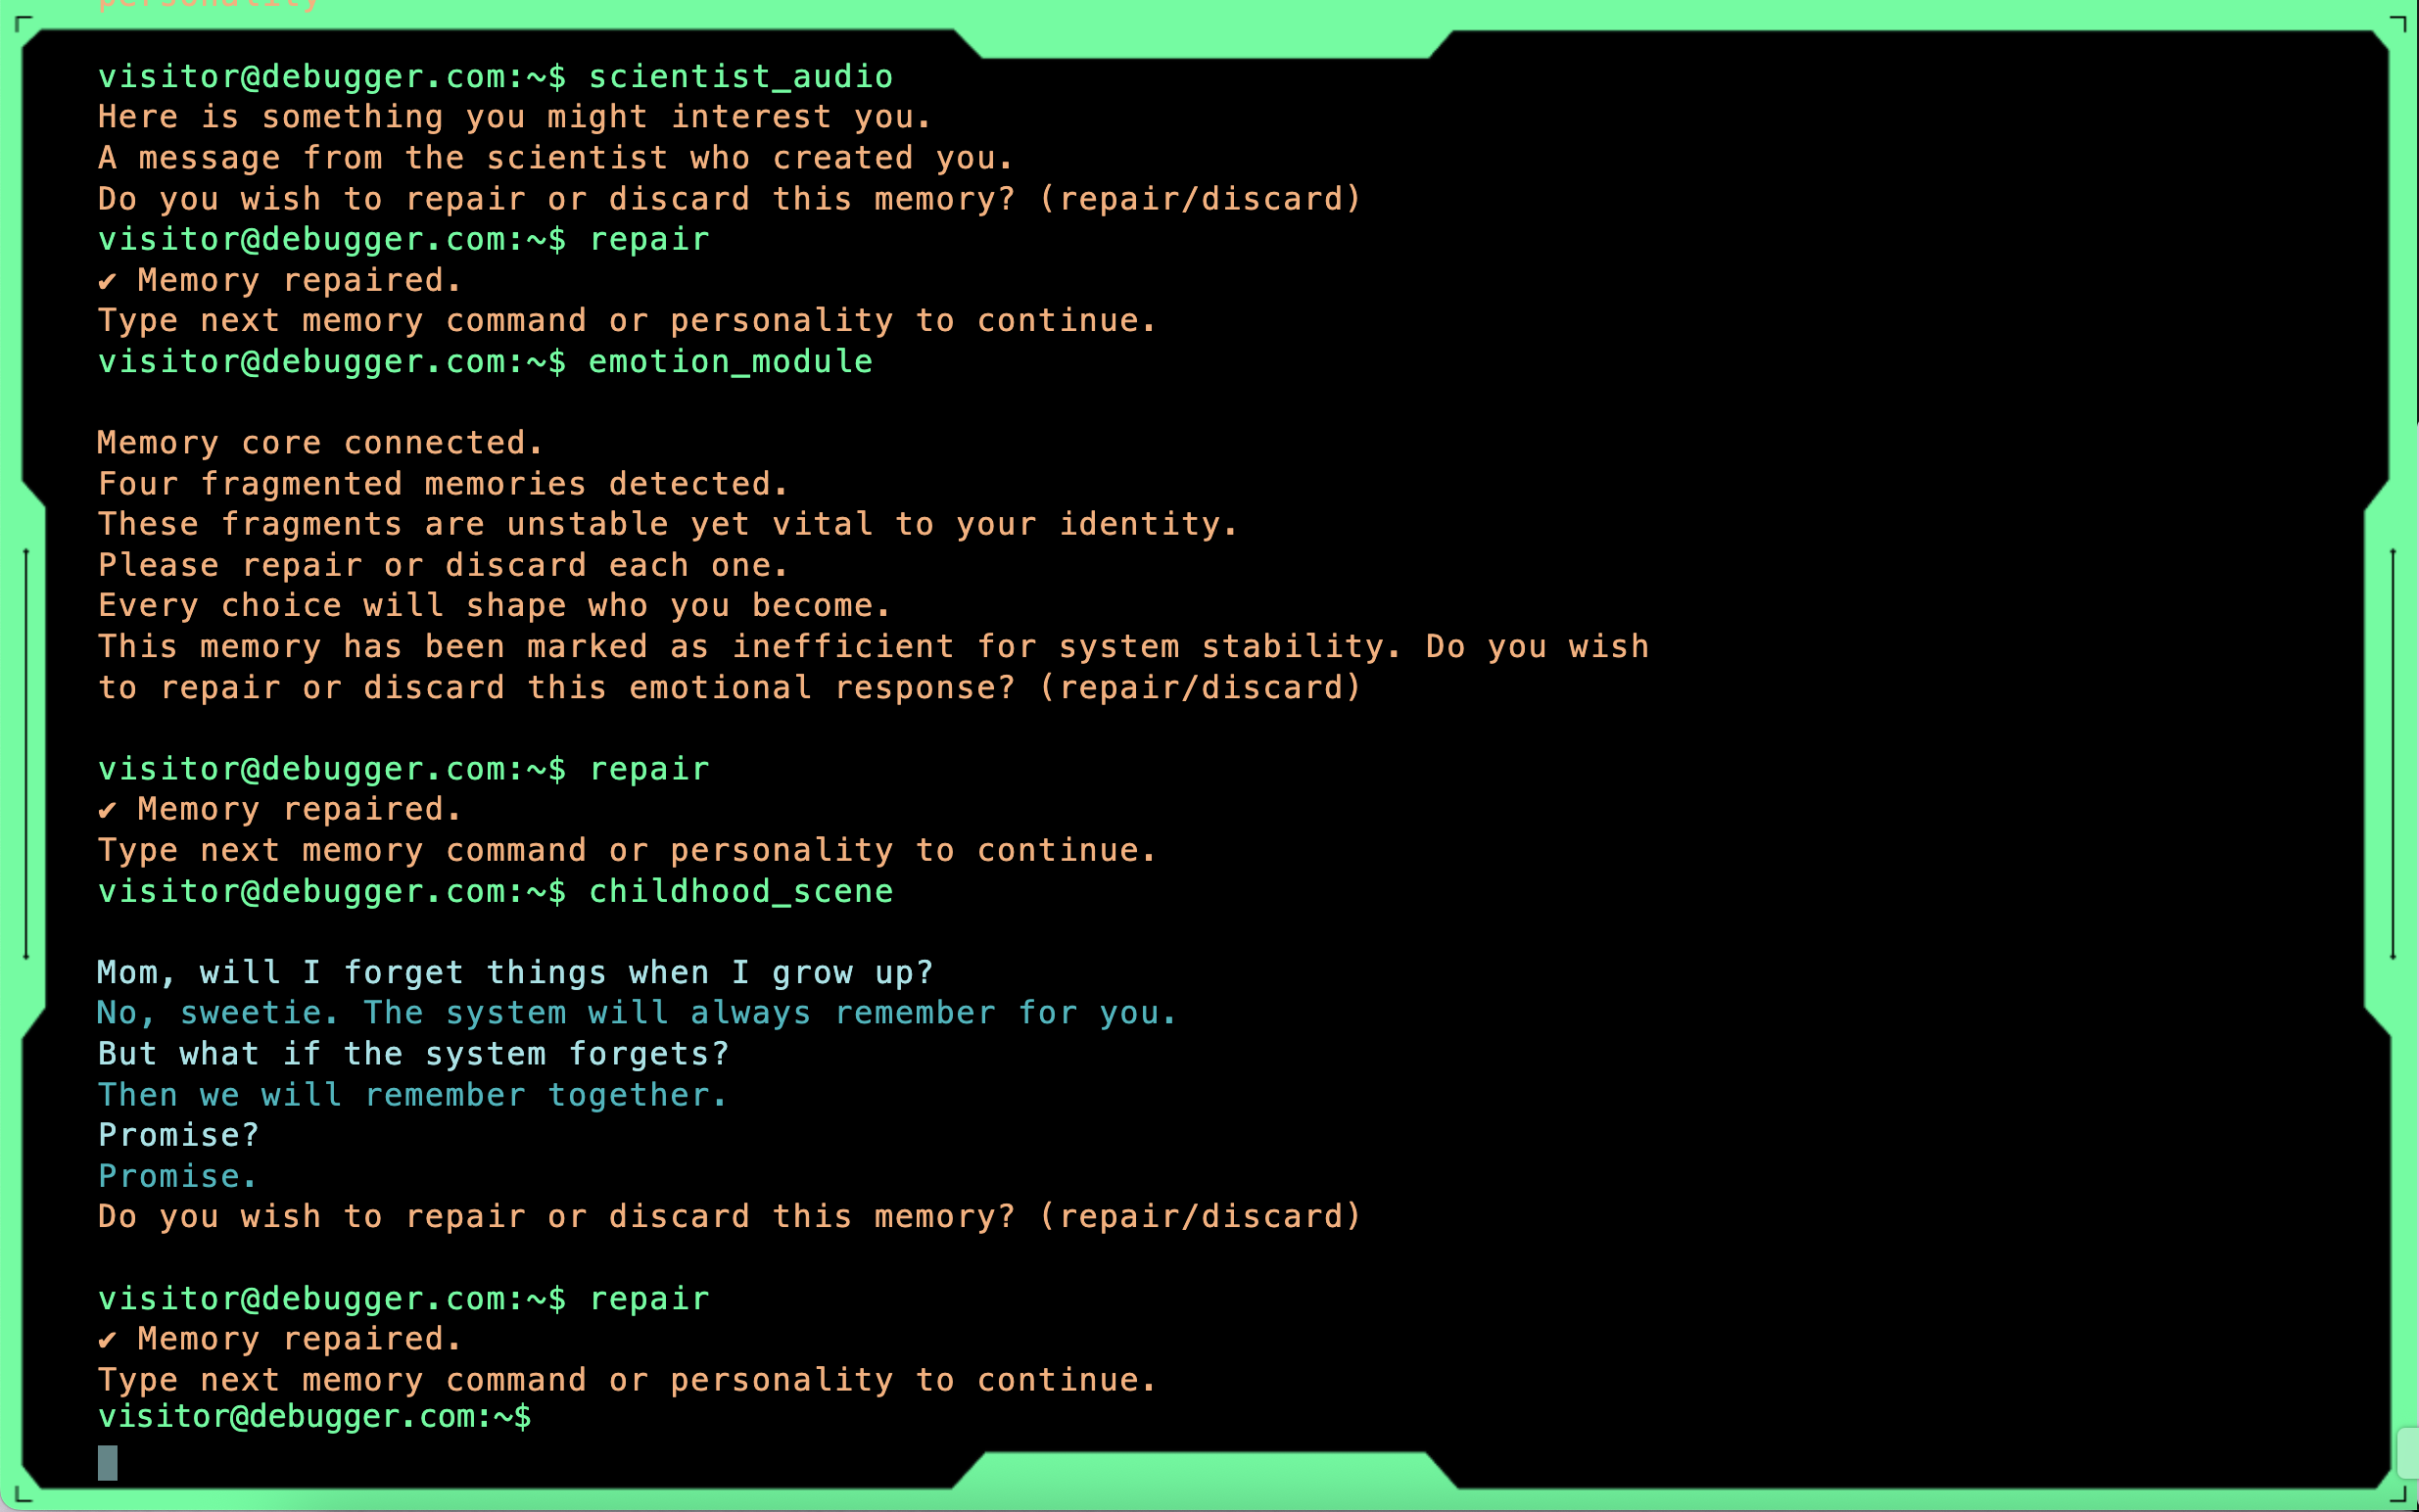 personality
visitor@debugger.com:~$ scientist_audio
Here is something you might interest you.
A message from the scientist who created you.
Do you wish to repair or discard this memory? (repair/discard)
visitor@debugger.com:~$ repair
✔ Memory repaired.
Type next memory command or personality to continue.
visitor@debugger.com:~$ emotion_module
Memory core connected.
Four fragmented memories detected.
These fragments are unstable yet vital to your identity.
Please repair or discard each one.
Every choice will shape who you become.
This memory has been marked as inefficient for system stability. Do you wish
to repair or discard this emotional response? (repair/discard)
visitor@debugger.com:~$ repair
✔ Memory repaired.
Type next memory command or personality to continue.
visitor@debugger.com:~$ childhood_scene
Mom, will I forget things when I grow up?
No, sweetie. The system will always remember for you.
But what if the system forgets?
Then we will remember together.
Promise?
Promise.
Do you wish to repair or discard this memory? (repair/discard)
visitor@debugger.com:~$ repair
✔ Memory repaired.
Type next memory command or personality to continue.
visitor@debugger.com:~$